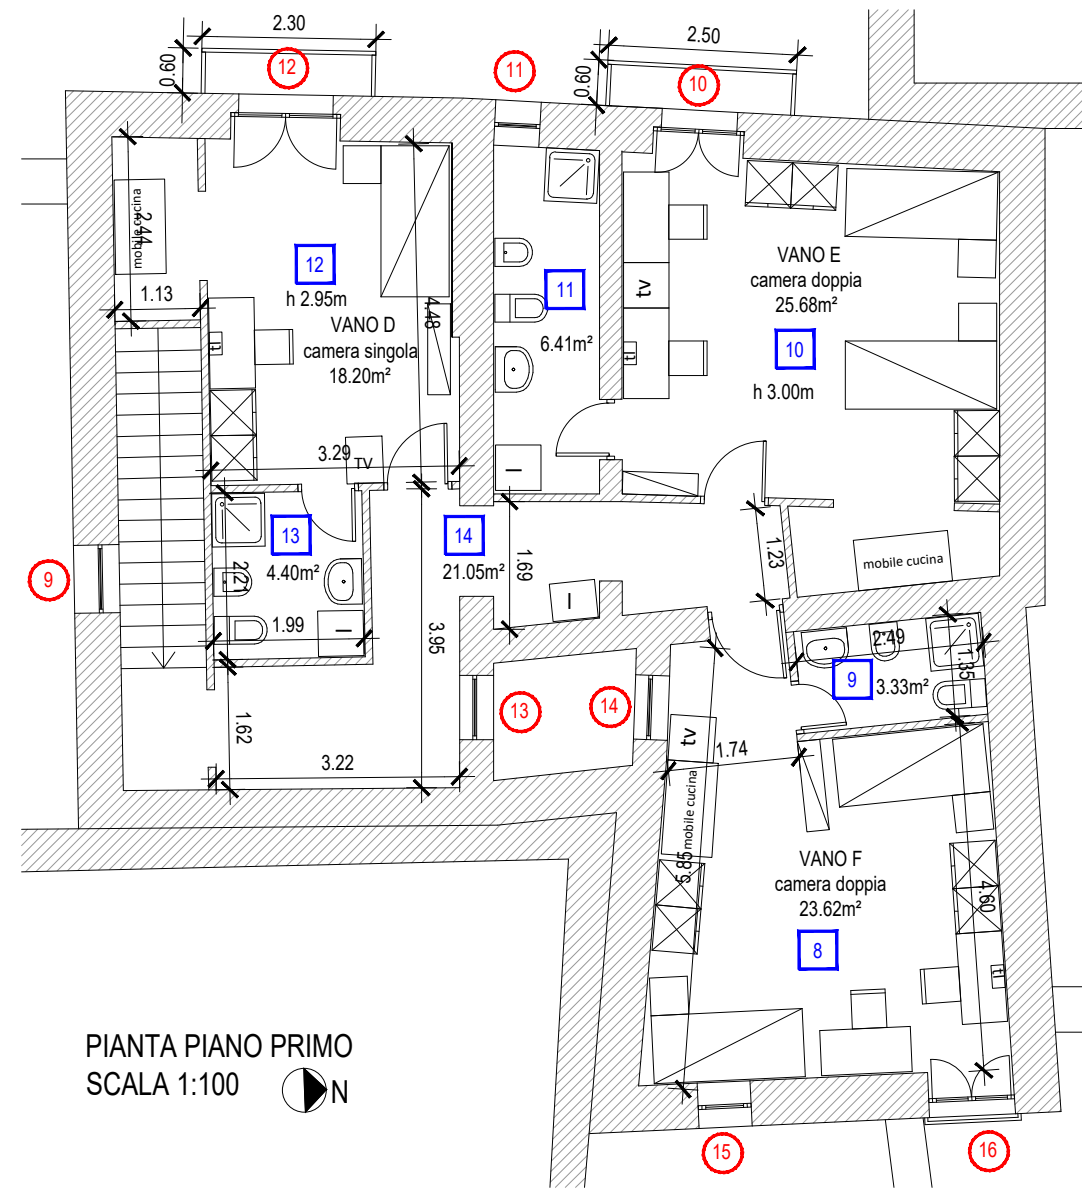 2.30
2.50
0.60
12
11
0.60
10
mobile cucina
2.44
12
h 2.95m
1.13
VANO D
camera singola
18.20m²
4.48
tl
3.29
TV
11
6.41m²
I
tv
tl
VANO E
camera doppia
25.68m²
10
h 3.00m
9
13
4.40m²
2.21
1.99
I
14
21.05m²
1.69
I
1.23
mobile cucina
3.95
1.62
3.22
13
14
2.49
9
3.33m²
1.35
tv
1.74
mobile cucina
5.85
VANO F
camera doppia
23.62m²
8
4.60
tl
PIANTA PIANO PRIMO
SCALA 1:100
N
15
16